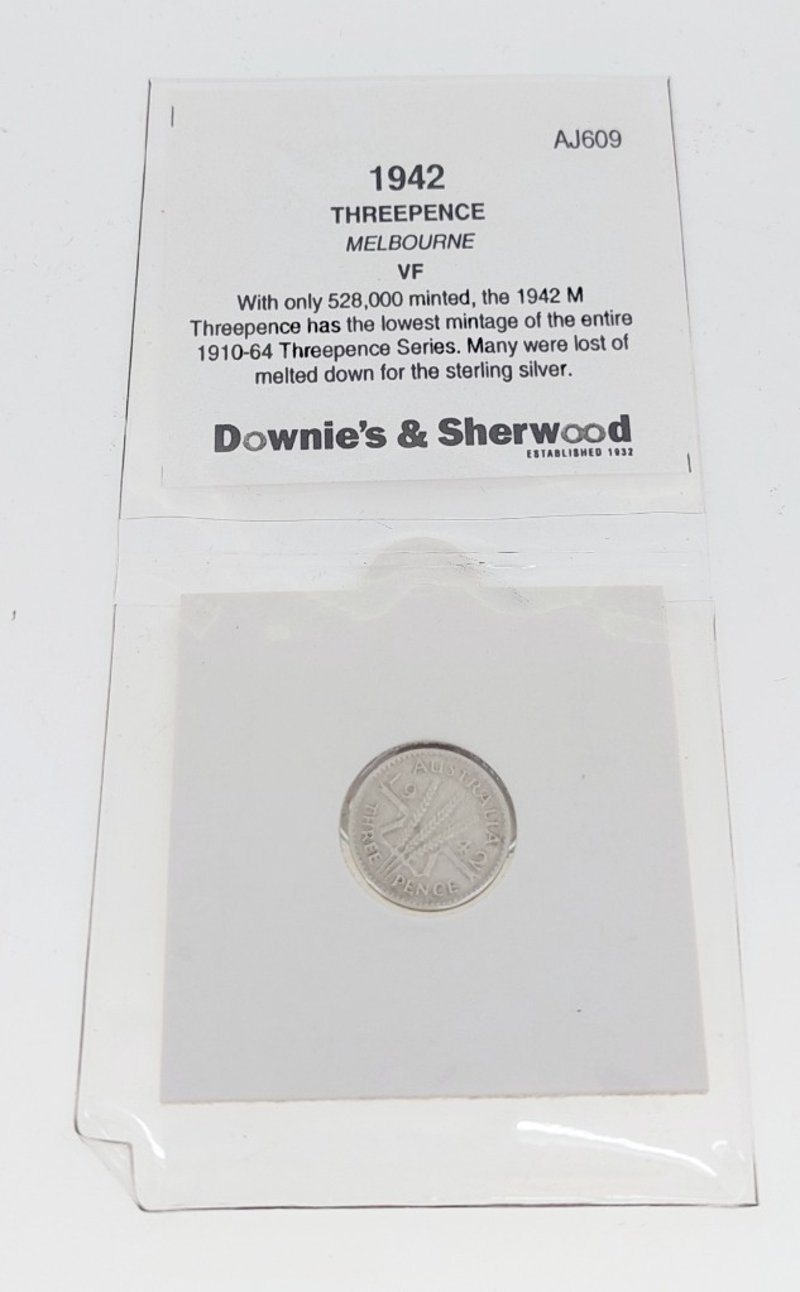 AJ609
1942
THREEPENCE
MELBOURNE
VF
With only 528,000 minted, the 1942 M
Threepence has the lowest mintage of the entire
1910-64 Threepence Series. Many were lost of
melted down for the sterling silver.
Downie's & Sherwood
ESTABLISHED 1932
AUSTRALIA
19 42
THREE
PENCE